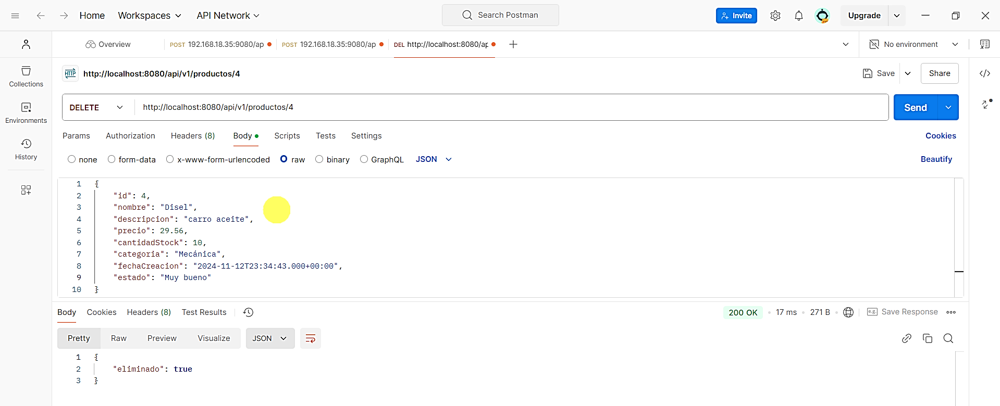 Home Workspaces API Network Search Postman Invite Upgrade
Overview POST 192.168.18.35:9080/ap POST 192.168.18.35:9080/ap DEL http://localhost:8080/ap No environment
HTTP http://localhost:8080/api/v1/productos/4 Save Share
Collections
DELETE http://localhost:8080/api/v1/productos/4 Send
Environments
Params Authorization Headers (8) Body Scripts Tests Settings Cookies
History
none form-data x-www-form-urlencoded raw binary GraphQL JSON Beautify
1 {
2 "id": 4,
3 "nombre": "Disel",
4 "descripcion": "carro aceite",
5 "precio": 29.56,
6 "cantidadStock": 10,
7 "categoria": "Mecánica",
8 "fechaCreacion": "2024-11-12T23:34:43.000+00:00",
9 "estado": "Muy bueno"
10 }
Body Cookies Headers (8) Test Results 200 OK 17 ms 271 B e.g. Save Response
Pretty Raw Preview Visualize JSON
1 {
2 "eliminado": true
3 }